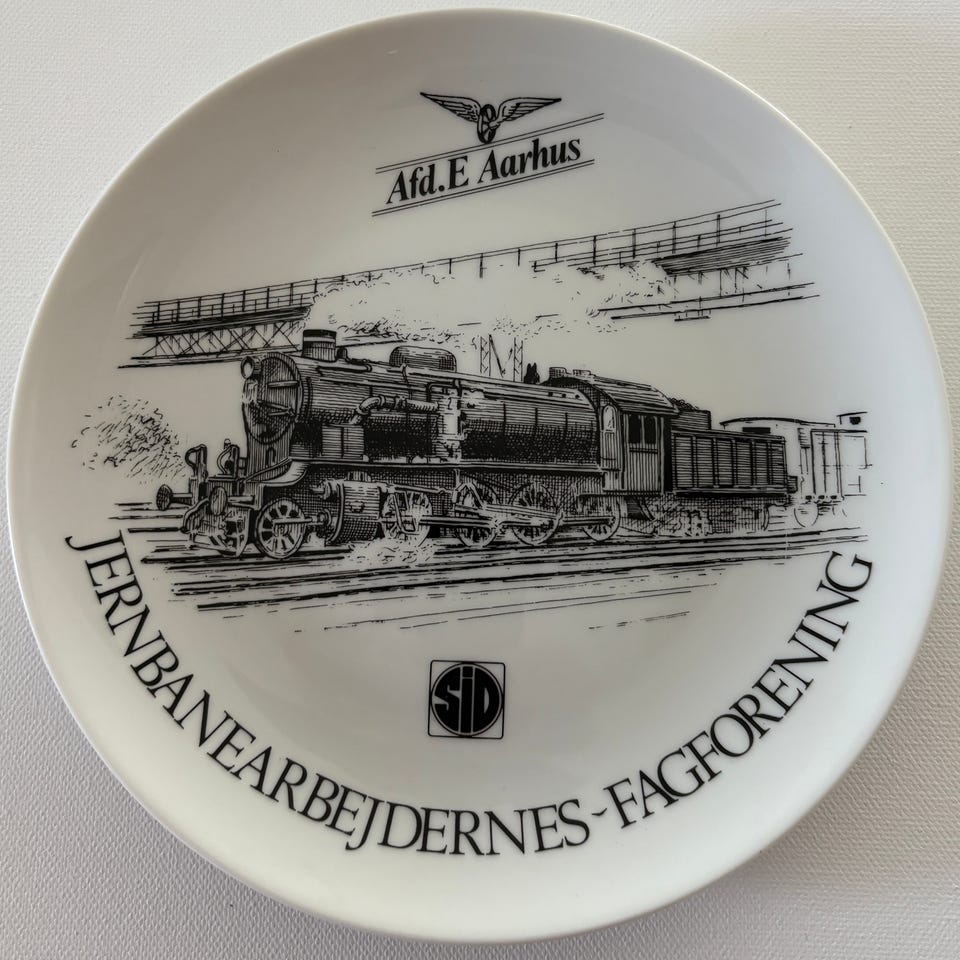 Afd.E Aarhus
SiD
JERNBANEARBEJDERNES~FAGFORENING